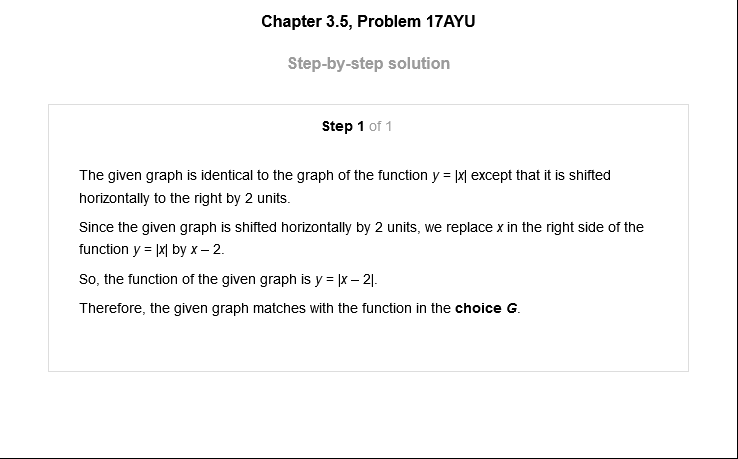 Chapter 3.5, Problem 17AYU
Step-by-step solution
Step 1 of 1
The given graph is identical to the graph of the function y = |x| except that it is shifted
horizontally to the right by 2 units.
Since the given graph is shifted horizontally by 2 units, we replace x in the right side of the
function y = |x| by x – 2.
So, the function of the given graph is y = |x – 2|.
Therefore, the given graph matches with the function in the choice G.